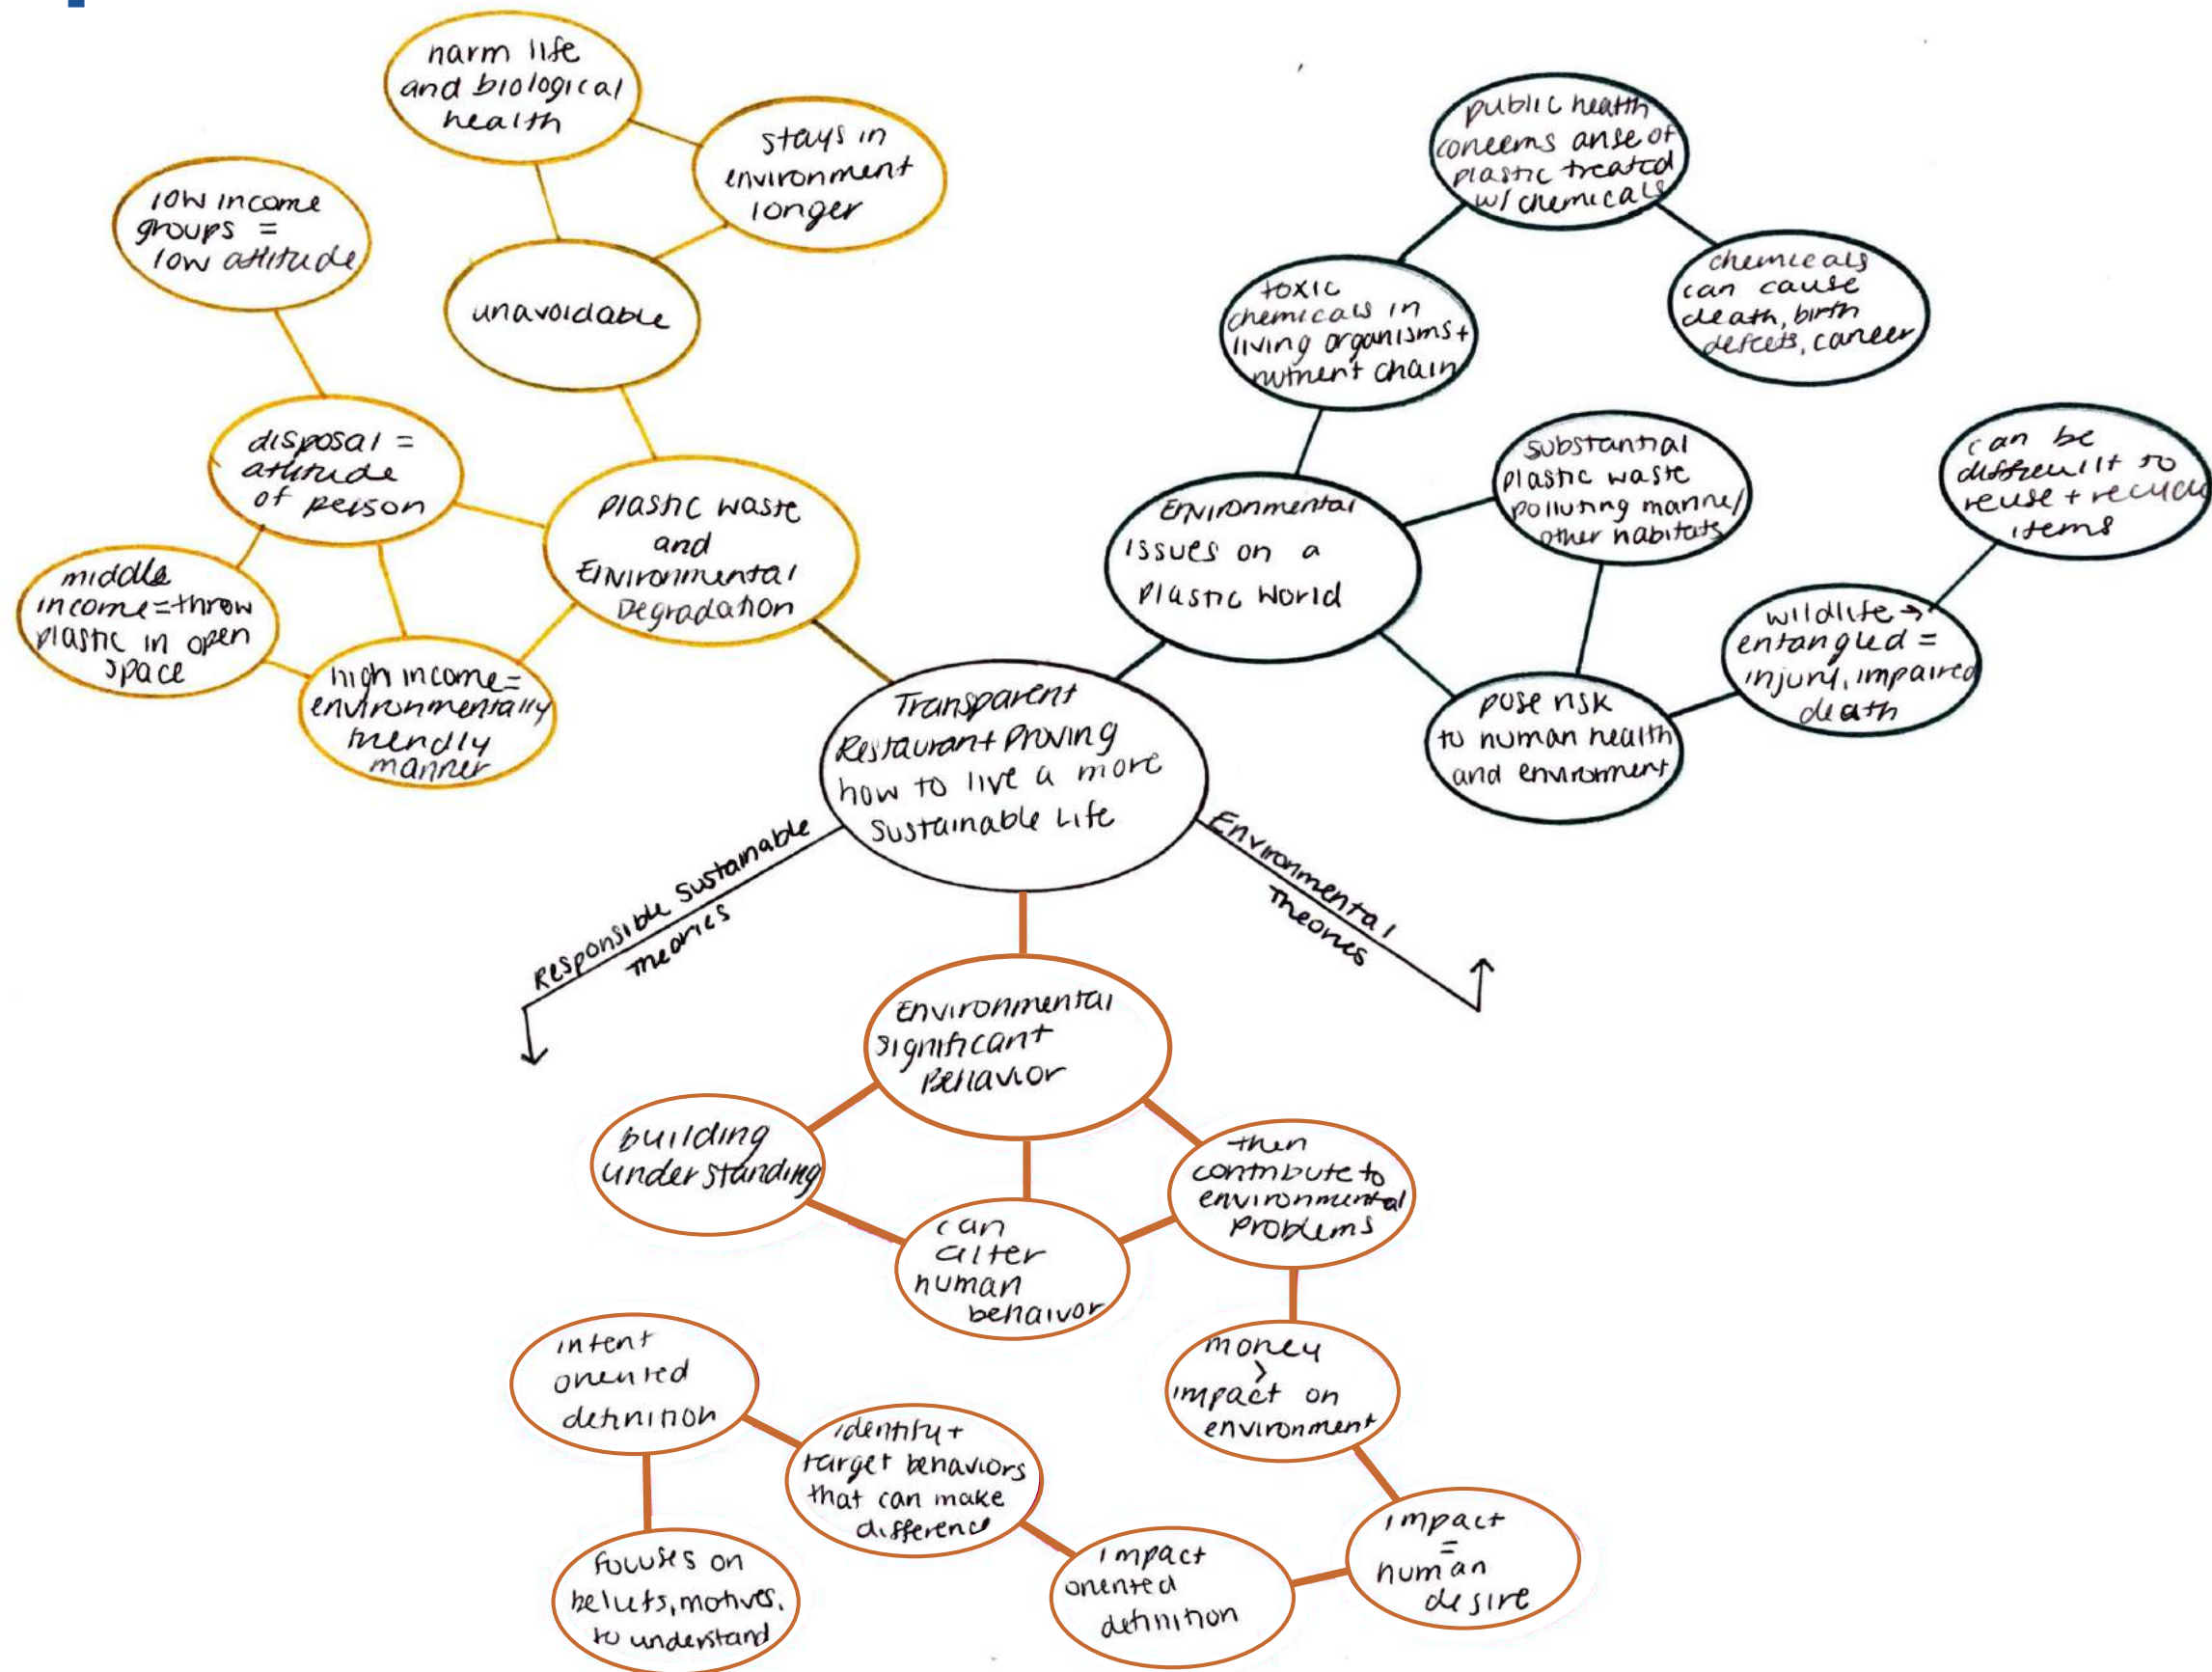 harm life
and biological
health
stays in
environment
longer
low income
groups =
low attitude
unavoidable
disposal =
attitude
of person
plastic waste
and
Environmental
Degradation
middle
income=throw
plastic in open
space
high income=
environmentally
friendly
manner
public health
concerns arise of
plastic treated
w/ chemicals
toxic
chemicals in
living organisms+
nutrient chain
chemicals
can cause
death, birth
defects, cancer
Environmental
issues on a
Plastic World
substantial
plastic waste
polluting marine/
other habitats
can be
difficult to
reuse + recycle
items
wildlife →
entangled =
injury, impaired
death
pose risk
to human health
and environment
Transparent
Restaurant Proving
how to live a more
Sustainable Life
Responsible Sustainable
Theories
Environmental
Theories
Environmental
Significant
Behavior
building
understanding
can
alter
human
behaivor
then
contribute to
environmental
problems
money
>
impact on
environment
impact
=
human
desire
impact
oriented
definition
identify +
target behaviors
that can make
difference
intent
oriented
definition
focuses on
beliefs, motives,
to understand